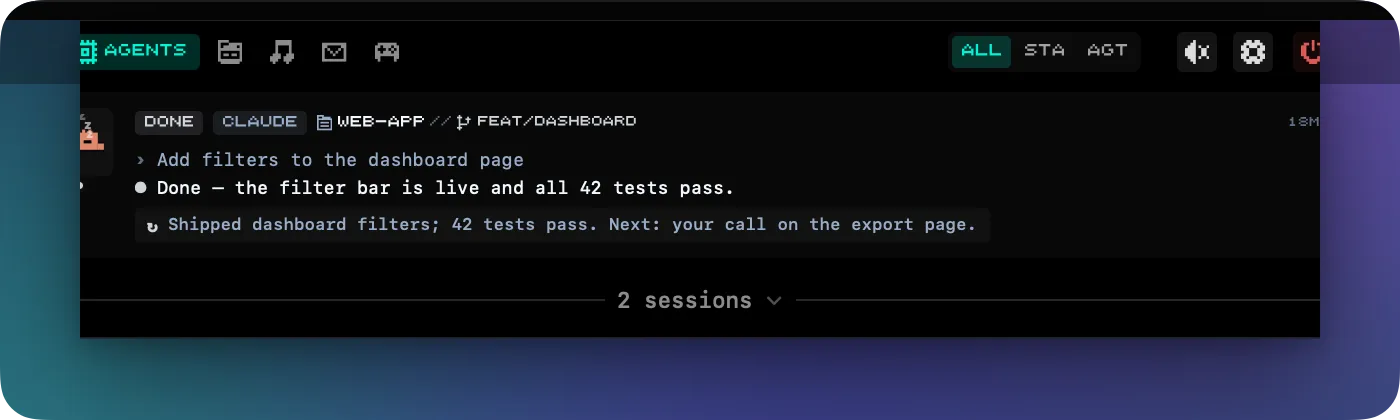 AGENTS
ALL STA AGT
DONE CLAUDE WEB-APP // FEAT/DASHBOARD 18M
› Add filters to the dashboard page
● Done — the filter bar is live and all 42 tests pass.
↻ Shipped dashboard filters; 42 tests pass. Next: your call on the export page.
2 sessions